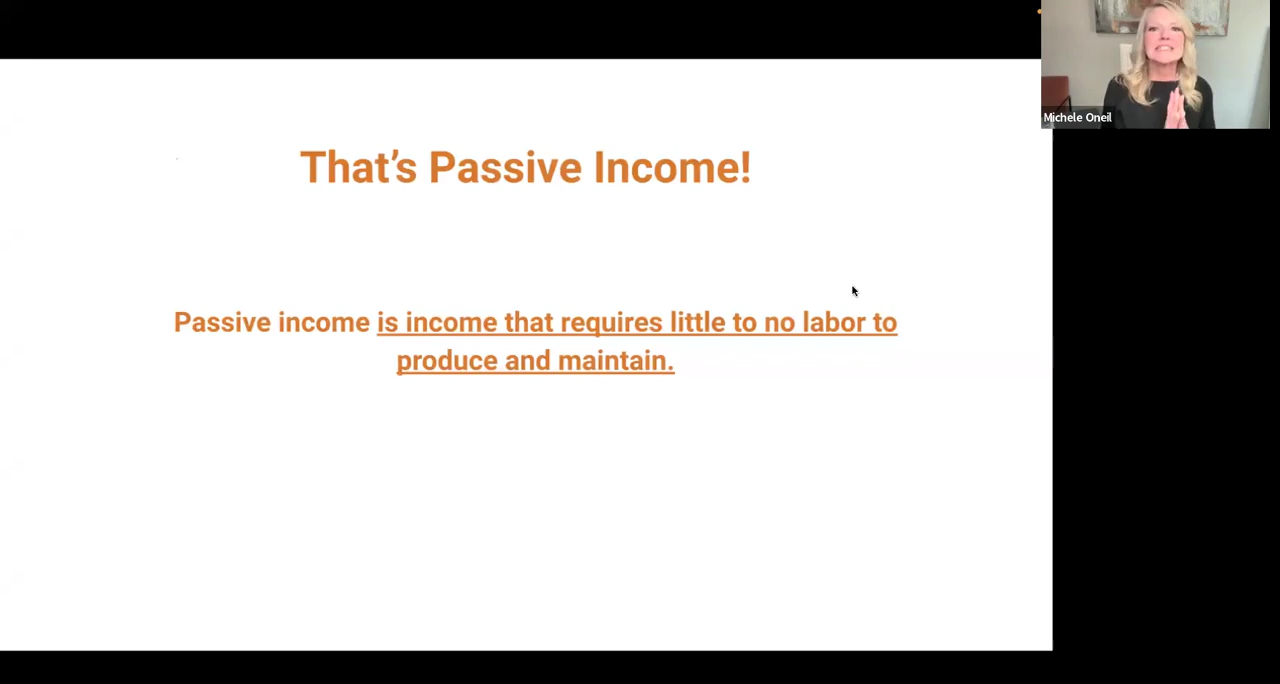 Michele Oneil
That’s Passive Income!
Passive income is income that requires little to no labor to
produce and maintain.